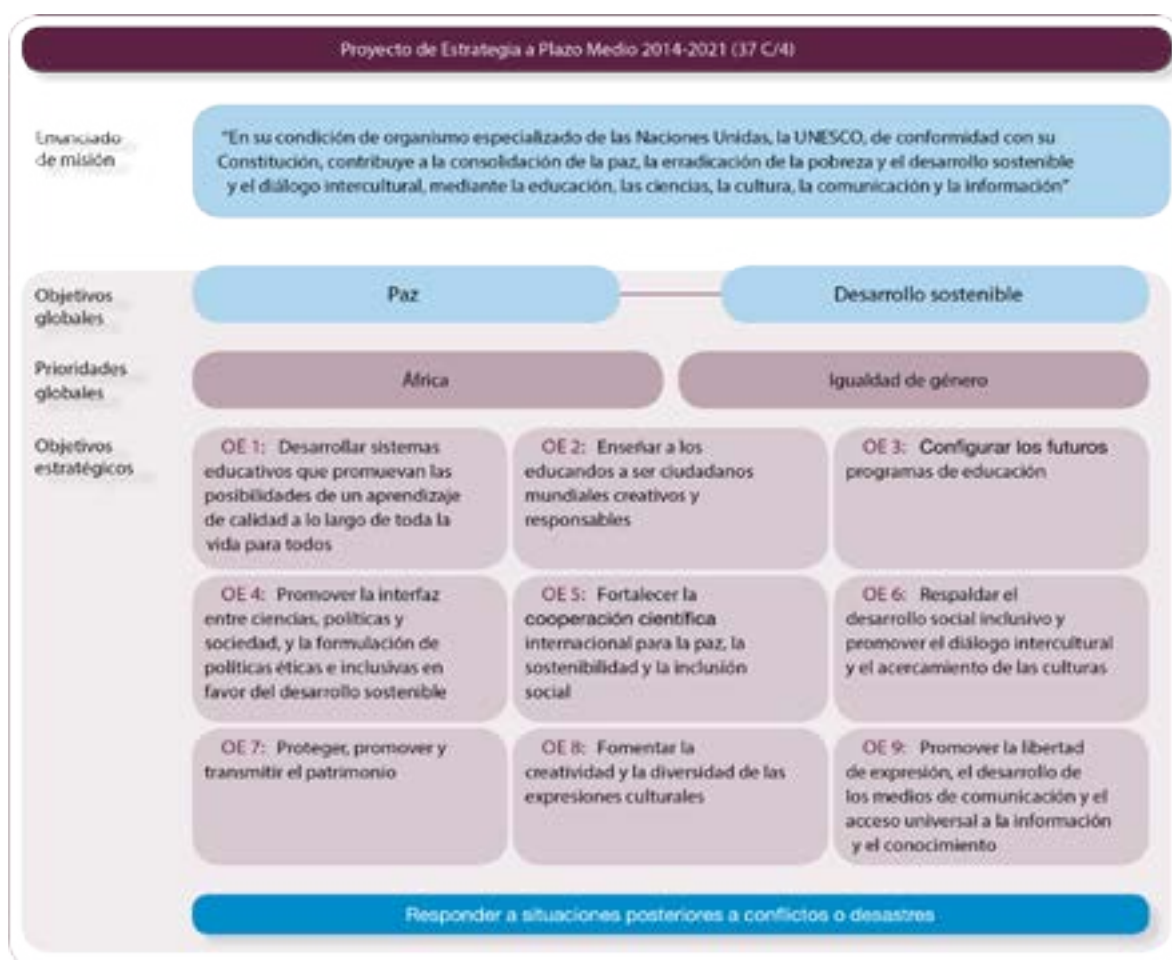 Proyecto de Estrategia a Plazo Medio 2014-2021 (37 C/4)
Enunciado
de misión
"En su condición de organismo especializado de las Naciones Unidas, la UNESCO, de conformidad con su
Constitución, contribuye a la consolidación de la paz, la erradicación de la pobreza y el desarrollo sostenible
y el diálogo intercultural, mediante la educación, las ciencias, la cultura, la comunicación y la información"
Objetivos
globales
Paz
Desarrollo sostenible
Prioridades
globales
África
Igualdad de género
Objetivos
estratégicos
OE 1: Desarrollar sistemas
educativos que promuevan las
posibilidades de un aprendizaje
de calidad a lo largo de toda la
vida para todos
OE 2: Enseñar a los
educandos a ser ciudadanos
mundiales creativos y
responsables
OE 3: Configurar los futuros
programas de educación
OE 4: Promover la interfaz
entre ciencias, políticas y
sociedad, y la formulación de
políticas éticas e inclusivas en
favor del desarrollo sostenible
OE 5: Fortalecer la
cooperación científica
internacional para la paz, la
sostenibilidad y la inclusión
social
OE 6: Respaldar el
desarrollo social inclusivo y
promover el diálogo intercultural
y el acercamiento de las culturas
OE 7: Proteger, promover y
transmitir el patrimonio
OE 8: Fomentar la
creatividad y la diversidad de las
expresiones culturales
OE 9: Promover la libertad
de expresión, el desarrollo de
los medios de comunicación y el
acceso universal a la información
y el conocimiento
Responder a situaciones posteriores a conflictos o desastres